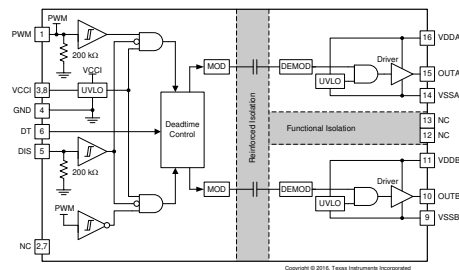 PWM
PWM 1
200 kΩ
VCCI
VCCI 3,8
UVLO
GND 4
DT 6
DIS 5
200 kΩ
PWM
NC 2,7
Deadtime Control
MOD
DEMOD
MOD
DEMOD
Reinforced Isolation
Functional Isolation
Driver
UVLO
16 VDDA
15 OUTA
14 VSSA
13 NC
12 NC
11 VDDB
Driver
UVLO
10 OUTB
9 VSSB
Copyright © 2016, Texas Instruments Incorporated